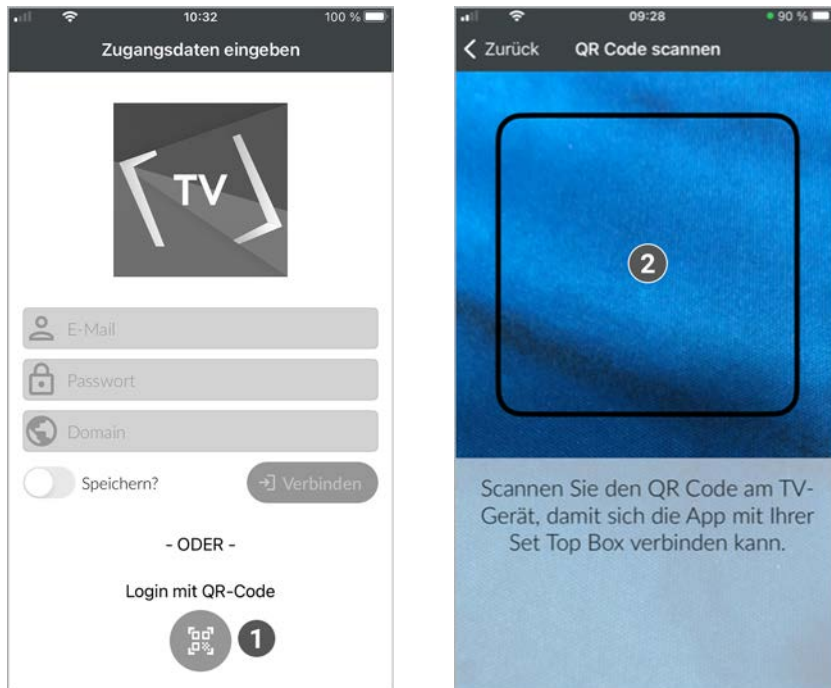 10:32
100 %
Zugangsdaten eingeben
TV
E-Mail
Passwort
Domain
Speichern?
Verbinden
- ODER -
Login mit QR-Code
1
09:28
90 %
Zurück
QR Code scannen
2
Scannen Sie den QR Code am TV-
Gerät, damit sich die App mit Ihrer
Set Top Box verbinden kann.